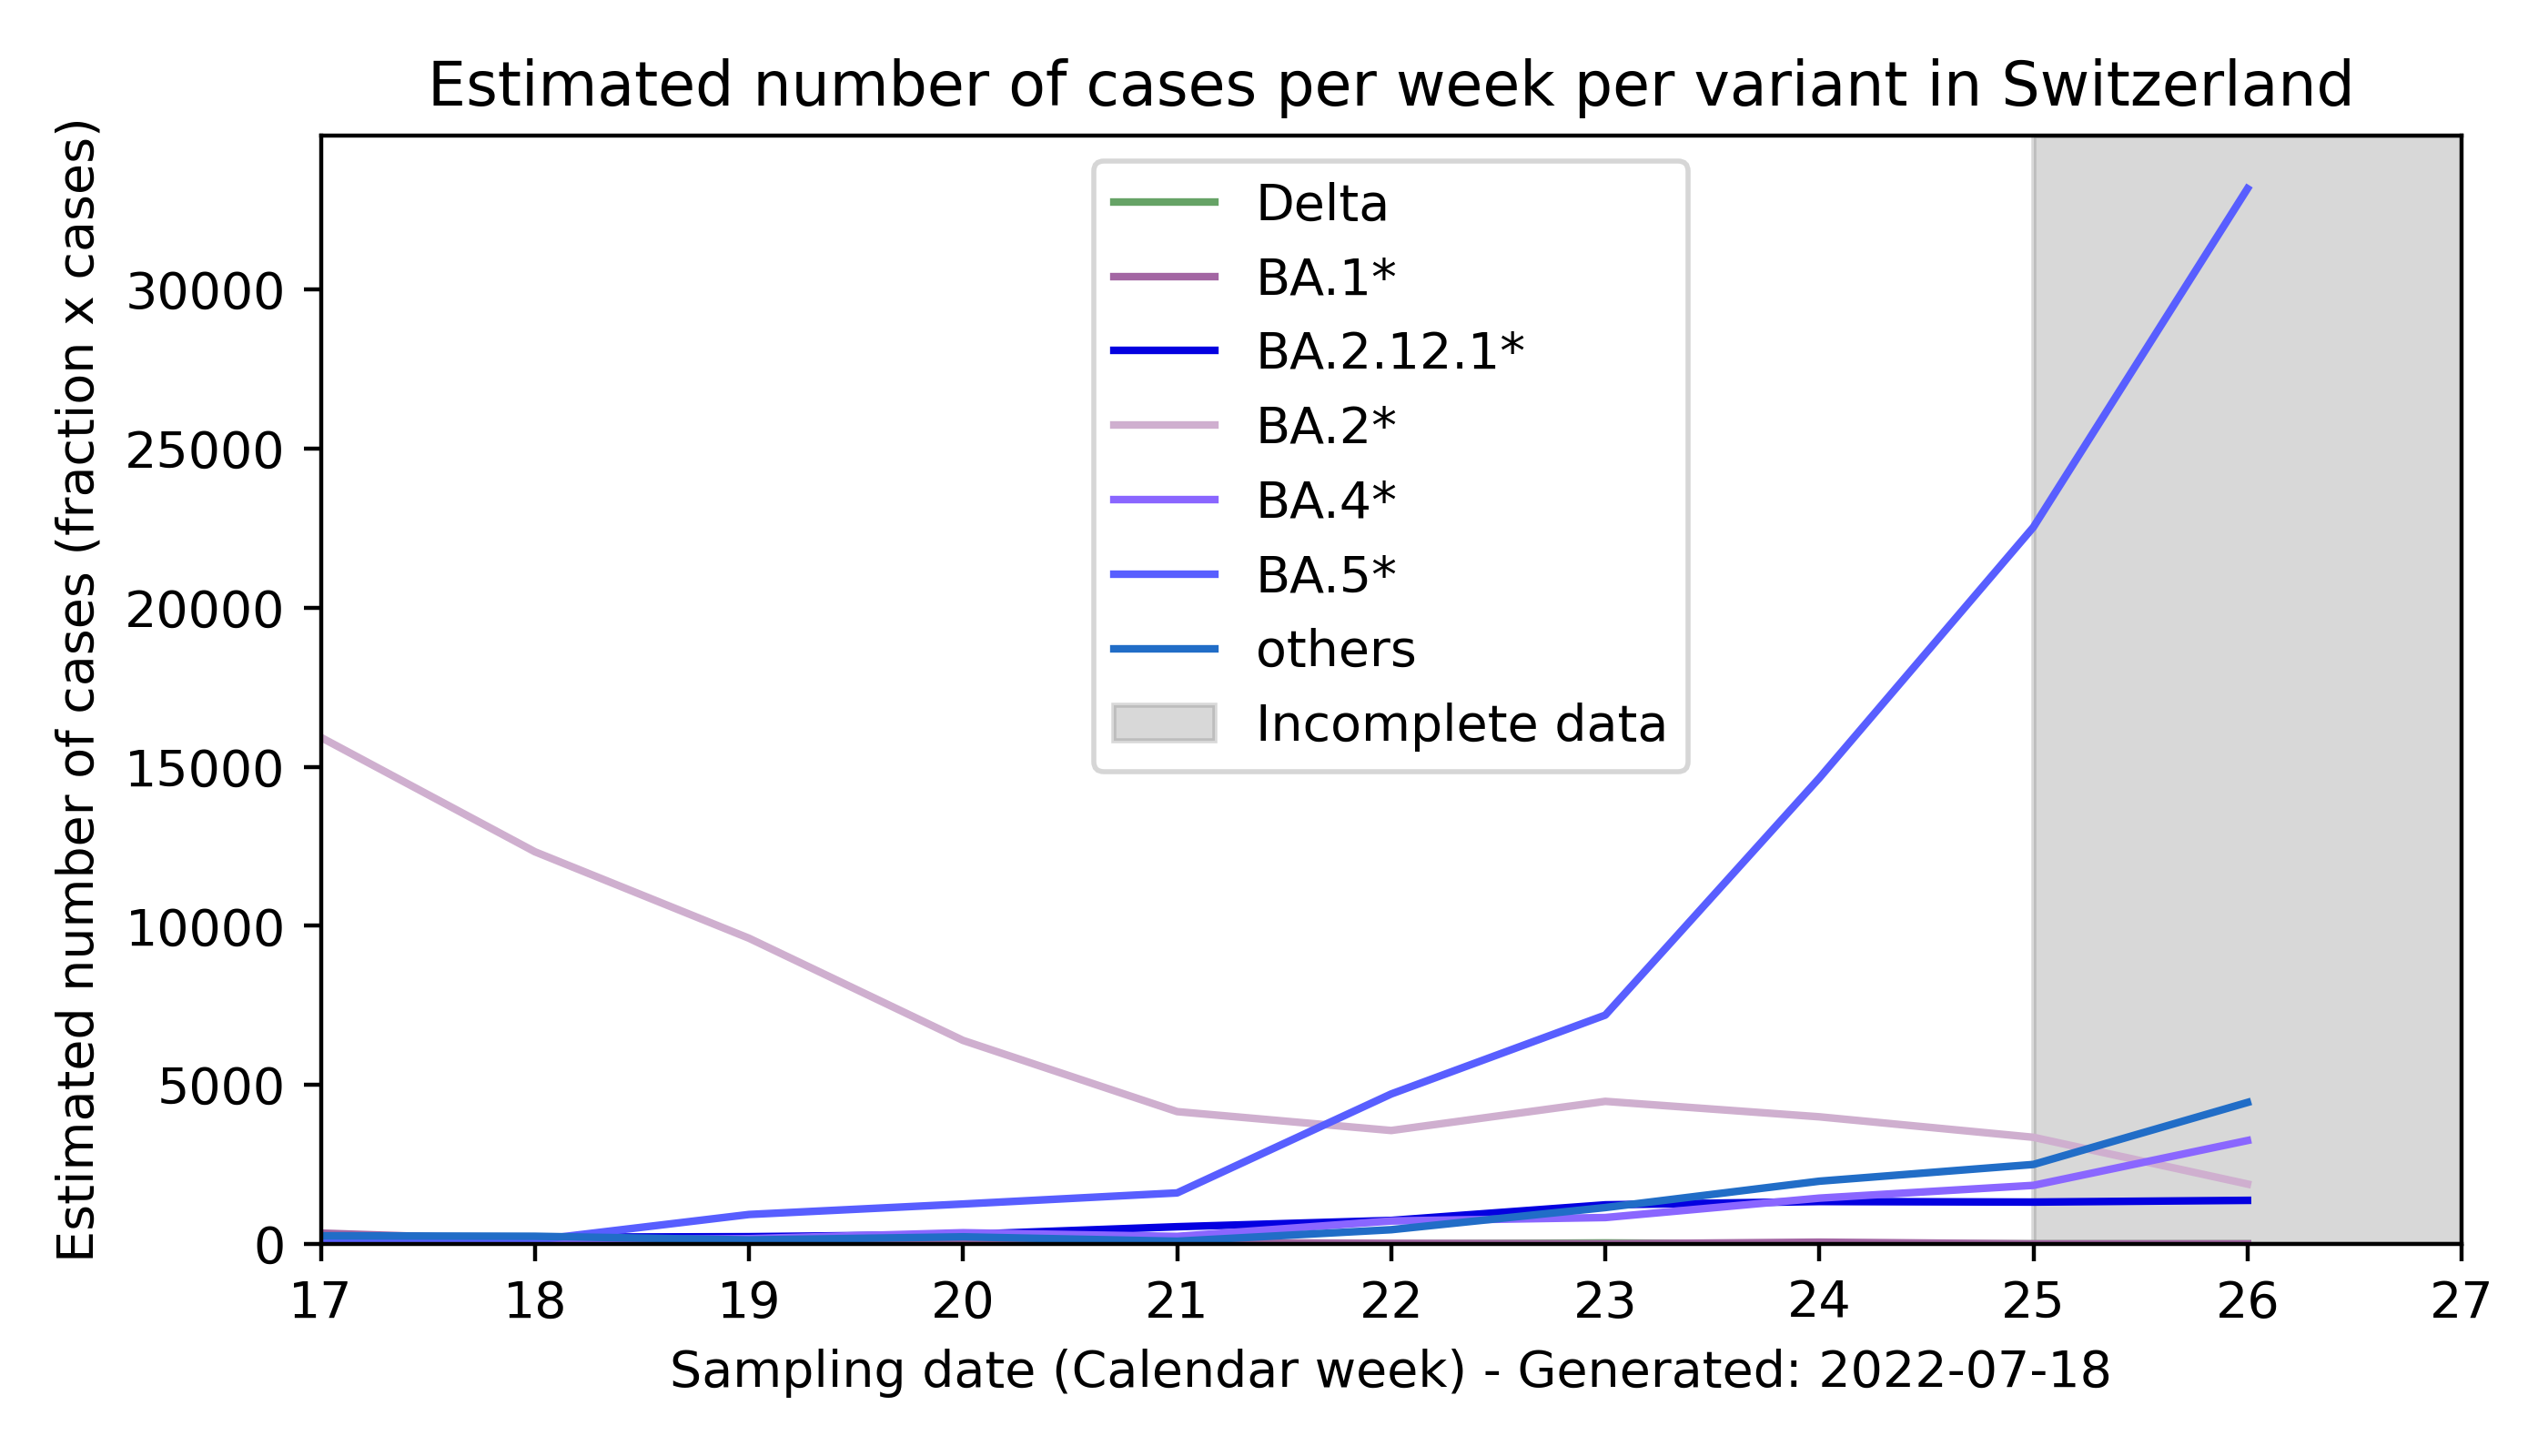 Estimated number of cases per week per variant in Switzerland
Estimated number of cases (fraction x cases)
30000
25000
20000
15000
10000
5000
0
Delta
BA.1*
BA.2.12.1*
BA.2*
BA.4*
BA.5*
others
Incomplete data
17 18 19 20 21 22 23 24 25 26 27
Sampling date (Calendar week) - Generated: 2022-07-18